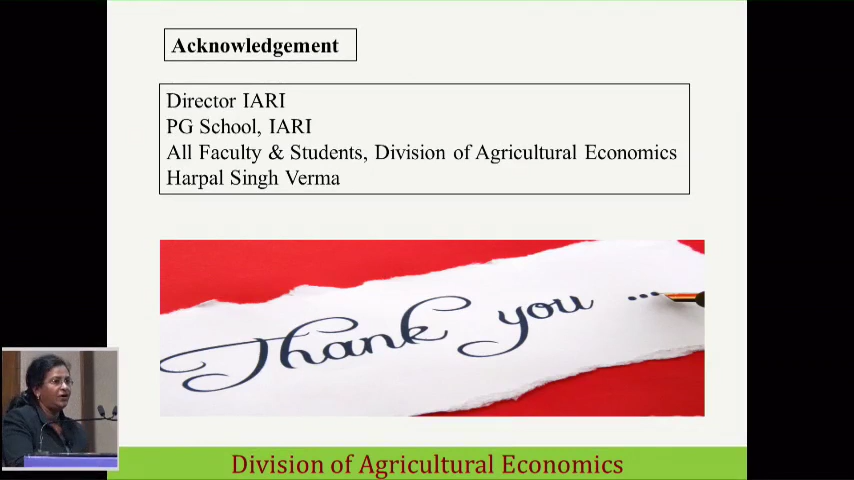 Acknowledgement
Director IARI
PG School, IARI
All Faculty & Students, Division of Agricultural Economics
Harpal Singh Verma
Thank you ...
Division of Agricultural Economics